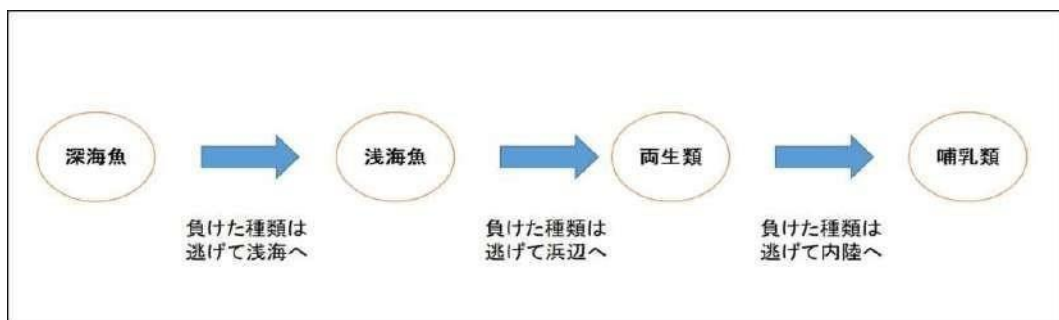 深海魚
浅海魚
両生類
哺乳類
負けた種類は
逃げて浅海へ
負けた種類は
逃げて浜辺へ
負けた種類は
逃げて内陸へ